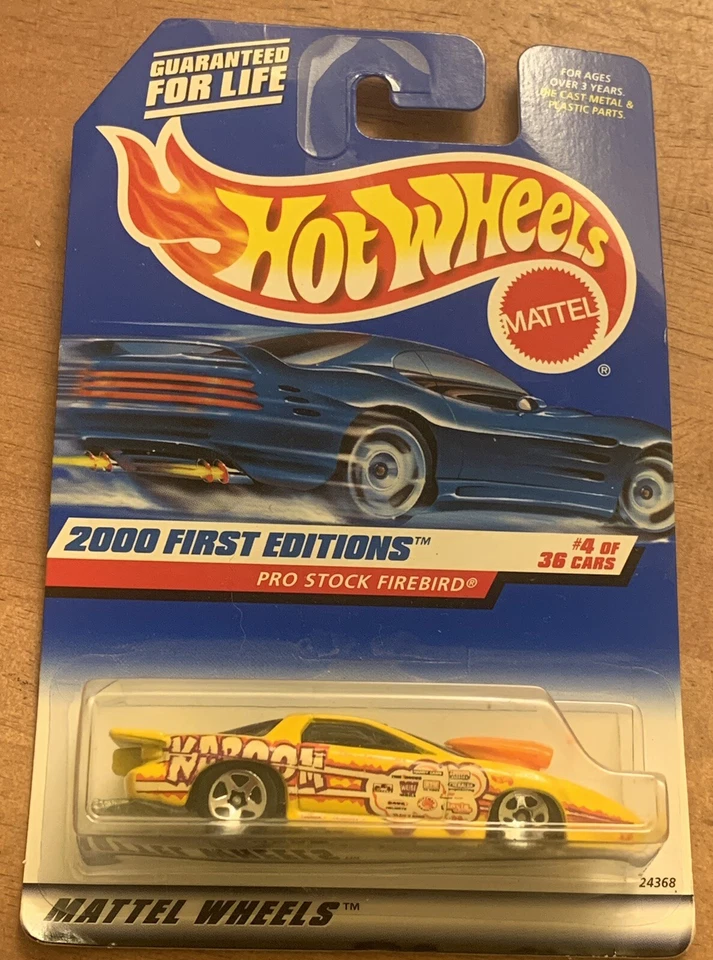 GUARANTEED
FOR LIFE
FOR AGES
OVER 3 YEARS.
DIE CAST METAL &
PLASTIC PARTS.
HOT WHEELS
MATTEL
®
2000 FIRST EDITIONS™
#4 OF
36 CARS
PRO STOCK FIREBIRD®
KABOOM
24368
MATTEL WHEELS™